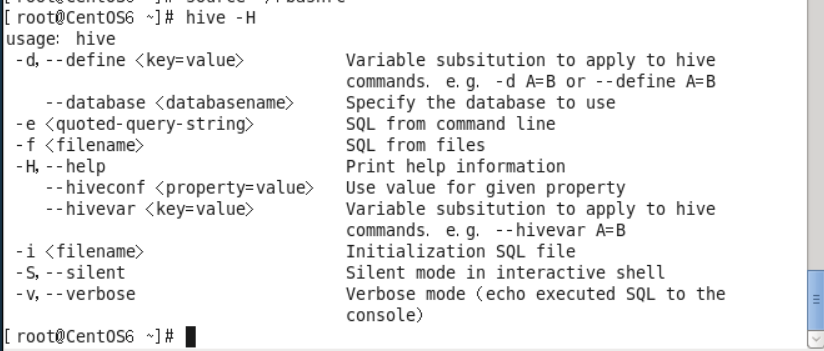 [root@CentOS6 ~]# hive -H
usage: hive
-d,--define <key=value> Variable subsitution to apply to hive
commands. e.g. -d A=B or --define A=B
--database <databasename> Specify the database to use
-e <quoted-query-string> SQL from command line
-f <filename> SQL from files
-H,--help Print help information
--hiveconf <property=value> Use value for given property
--hivevar <key=value> Variable subsitution to apply to hive
commands. e.g. --hivevar A=B
-i <filename> Initialization SQL file
-S,--silent Silent mode in interactive shell
-v,--verbose Verbose mode (echo executed SQL to the
console)
[root@CentOS6 ~]#